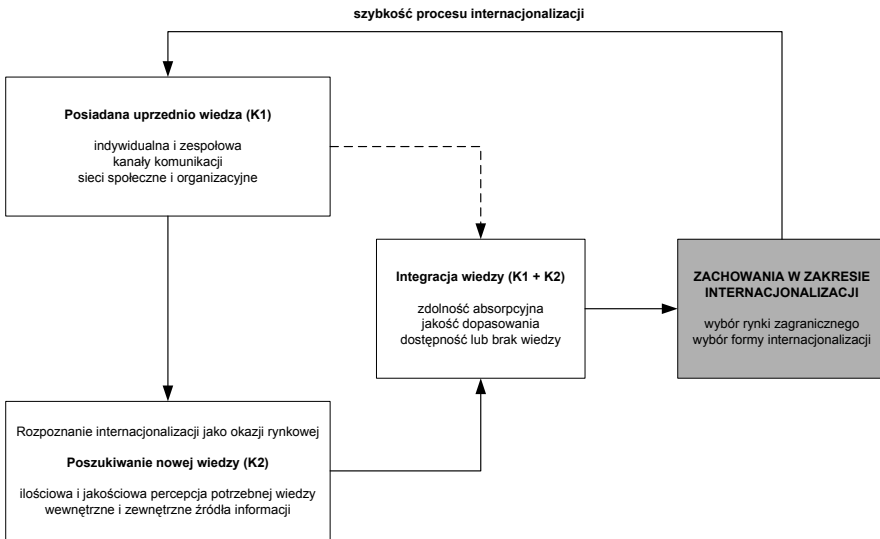 szybkość procesu internacjonalizacji
Posiadana uprzednio wiedza (K1)
indywidualna i zespołowa
kanały komunikacji
sieci społeczne i organizacyjne
Integracja wiedzy (K1 + K2)
zdolność absorpcyjna
jakość dopasowania
dostępność lub brak wiedzy
ZACHOWANIA W ZAKRESIE
INTERNACJONALIZACJI
wybór rynki zagranicznego
wybór formy internacjonalizacji
Rozpoznanie internacjonalizacji jako okazji rynkowej
Poszukiwanie nowej wiedzy (K2)
ilościowa i jakościowa percepcja potrzebnej wiedzy
wewnętrzne i zewnętrzne źródła informacji